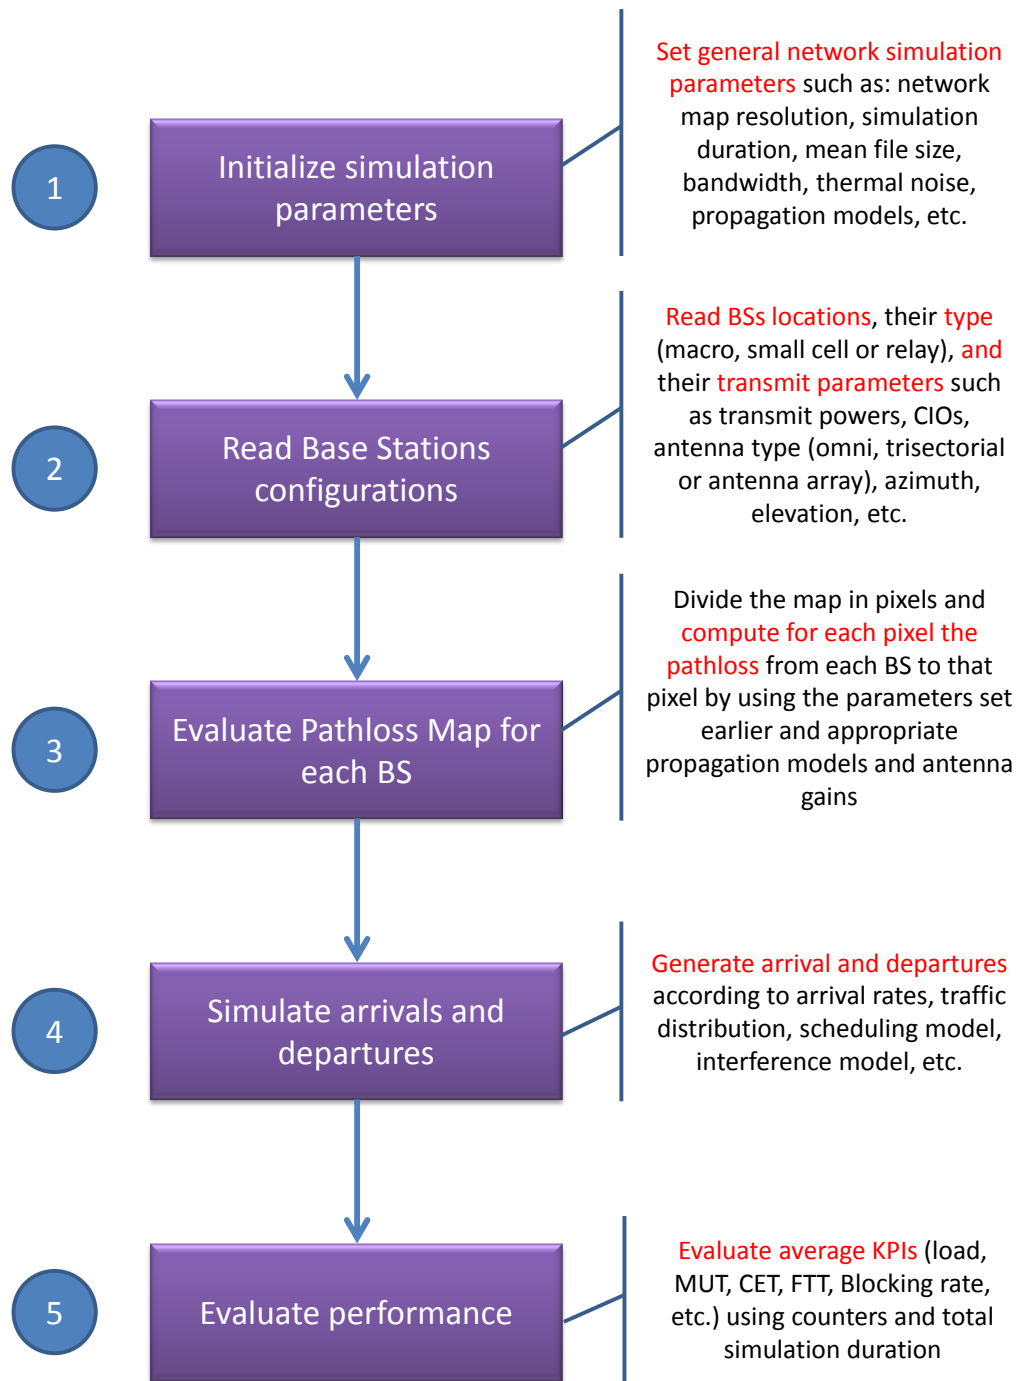 1
Initialize simulation
parameters
Set general network simulation
parameters such as: network
map resolution, simulation
duration, mean file size,
bandwidth, thermal noise,
propagation models, etc.
2
Read Base Stations
configurations
Read BSs locations, their type
(macro, small cell or relay), and
their transmit parameters such
as transmit powers, CIOs,
antenna type (omni, trisectorial
or antenna array), azimuth,
elevation, etc.
3
Evaluate Pathloss Map for
each BS
Divide the map in pixels and
compute for each pixel the
pathloss from each BS to that
pixel by using the parameters set
earlier and appropriate
propagation models and antenna
gains
4
Simulate arrivals and
departures
Generate arrival and departures
according to arrival rates, traffic
distribution, scheduling model,
interference model, etc.
5
Evaluate performance
Evaluate average KPIs (load,
MUT, CET, FTT, Blocking rate,
etc.) using counters and total
simulation duration